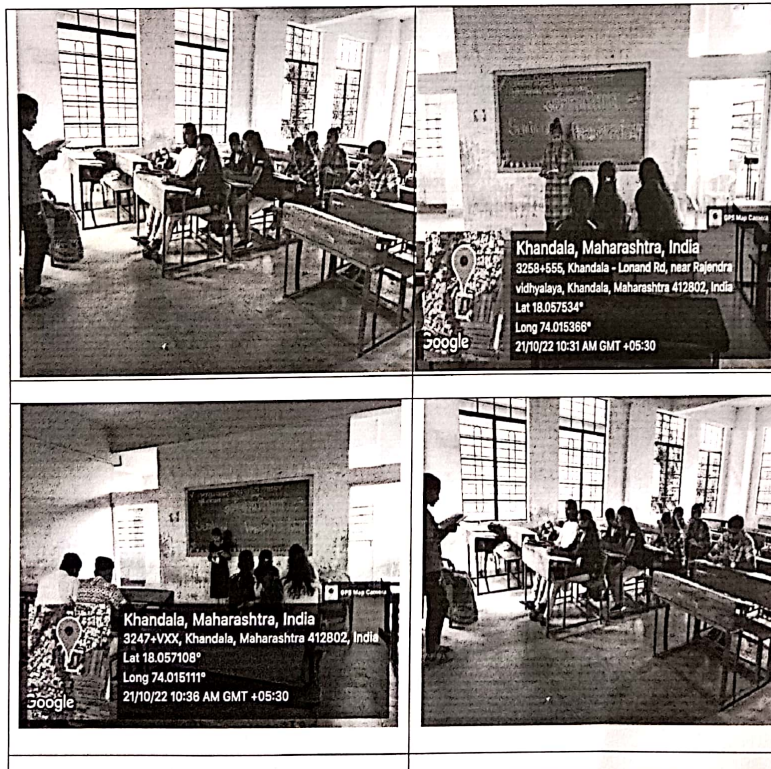 GPS Map Camera
Khandala, Maharashtra, India
3258+555, Khandala - Lonand Rd, near Rajendra
vidhyalaya, Khandala, Maharashtra 412802, India
Lat 18.057534°
Long 74.015366°
21/10/22 10:31 AM GMT +05:30
Google
GPS Map Camera
Khandala, Maharashtra, India
3247+VXX, Khandala, Maharashtra 412802, India
Lat 18.057108°
Long 74.015111°
21/10/22 10:36 AM GMT +05:30
Google